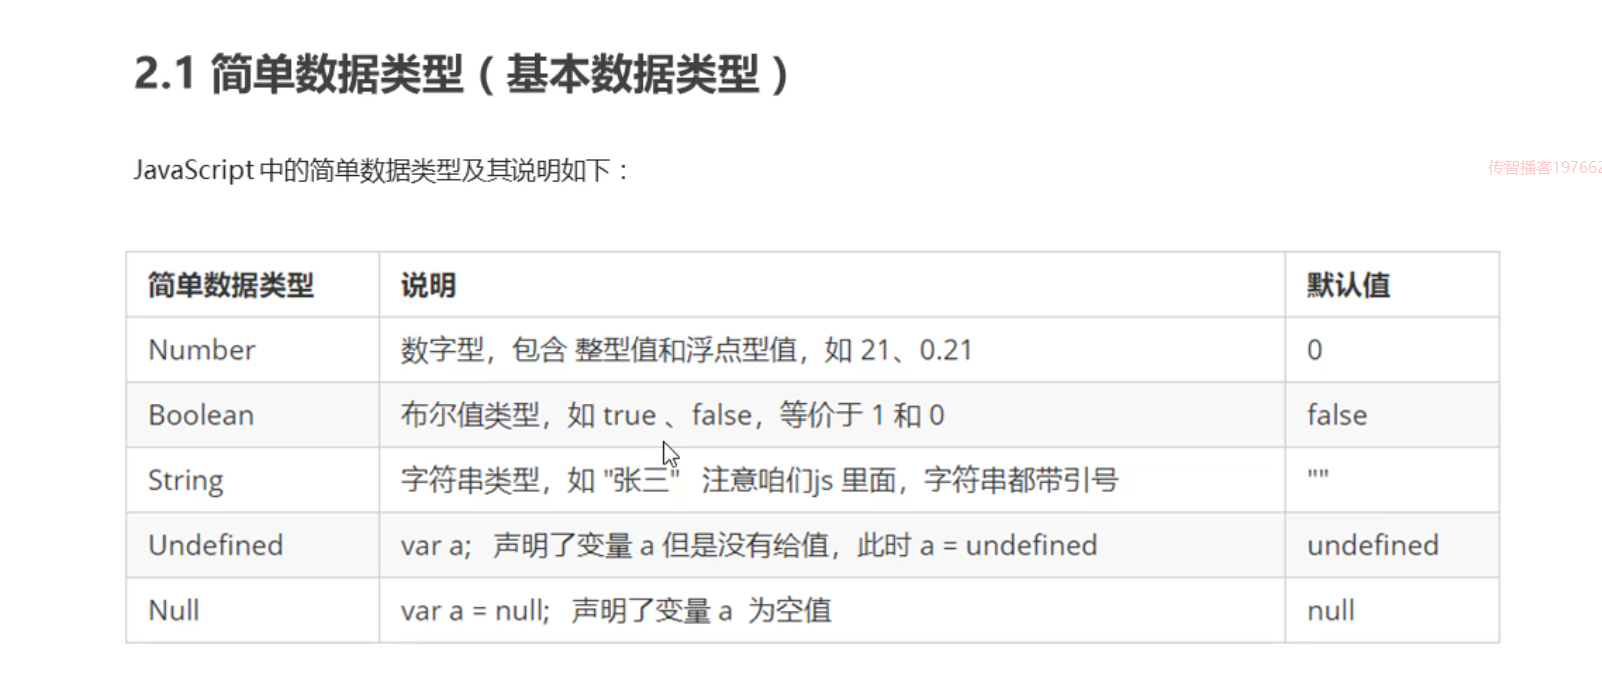 2.1 简单数据类型（基本数据类型）
JavaScript 中的简单数据类型及其说明如下：
传智播客197662
简单数据类型 说明 默认值
Number 数字型，包含 整型值和浮点型值，如 21、0.21 0
Boolean 布尔值类型，如 true 、false，等价于 1 和 0 false
String 字符串类型，如 "张三" 注意咱们js 里面，字符串都带引号 ""
Undefined var a; 声明了变量 a 但是没有给值，此时 a = undefined undefined
Null var a = null; 声明了变量 a 为空值 null